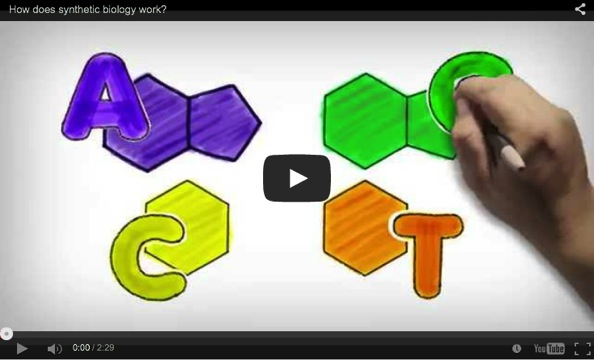 How does synthetic biology work?
A
C
T
0:00 / 2:29
YouTube